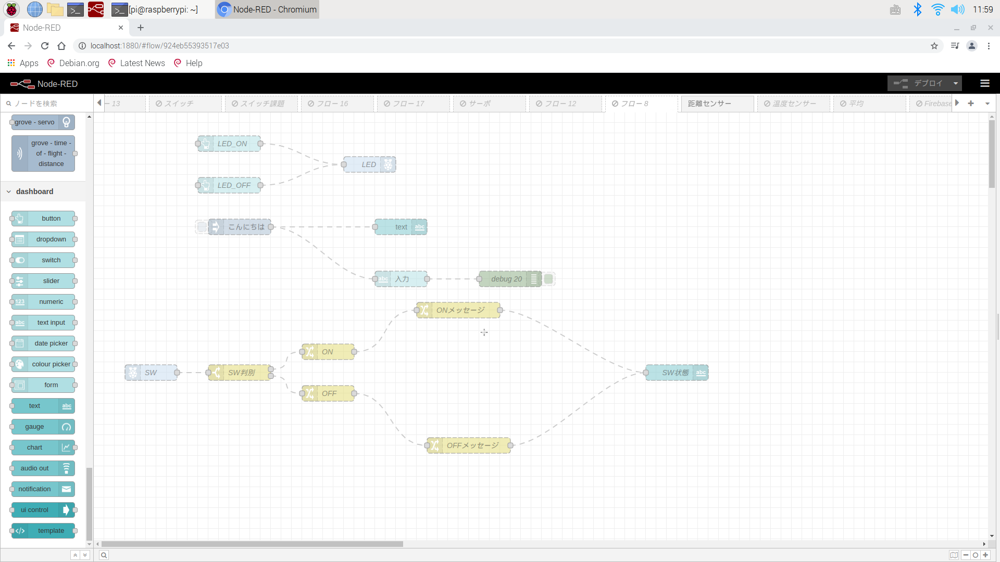 [pi@raspberrypi: ~]
Node-RED - Chromium
11:59
Node-RED
localhost:1880/#flow/924eb55393517e03
Apps
Debian.org
Latest News
Help
Node-RED
デプロイ
ノードを検索
ー 13
スイッチ
スイッチ課題
フロー 16
フロー 17
サーボ
フロー 12
フロー 8
距離センサー
温度センサー
平均
Firebase
grove - servo
grove - time -
of - flight -
distance
dashboard
button
dropdown
switch
slider
123
numeric
abc
text input
date picker
colour picker
form
text
abc
gauge
chart
audio out
notification
ui control
template
LED_ON
LED
LED_OFF
こんにちは
text
abc
abc
入力
debug 20
ONメッセージ
ON
SW
SW判別
SW状態
abc
OFF
OFFメッセージ